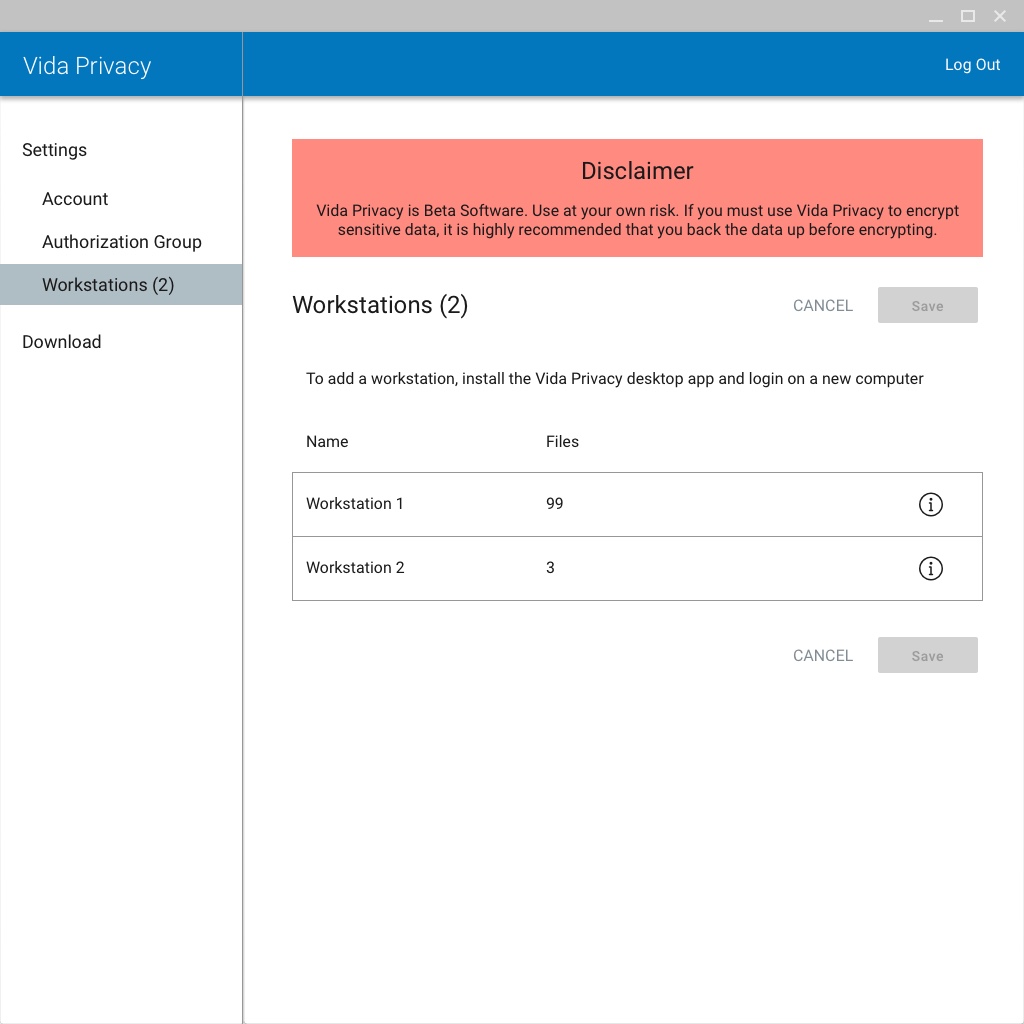 Vida Privacy
Log Out
Settings
Account
Authorization Group
Workstations (2)
Download
Disclaimer
Vida Privacy is Beta Software. Use at your own risk. If you must use Vida Privacy to encrypt
sensitive data, it is highly recommended that you back the data up before encrypting.
Workstations (2)
CANCEL
Save
To add a workstation, install the Vida Privacy desktop app and login on a new computer
Name Files
Workstation 1 99
Workstation 2 3
CANCEL
Save